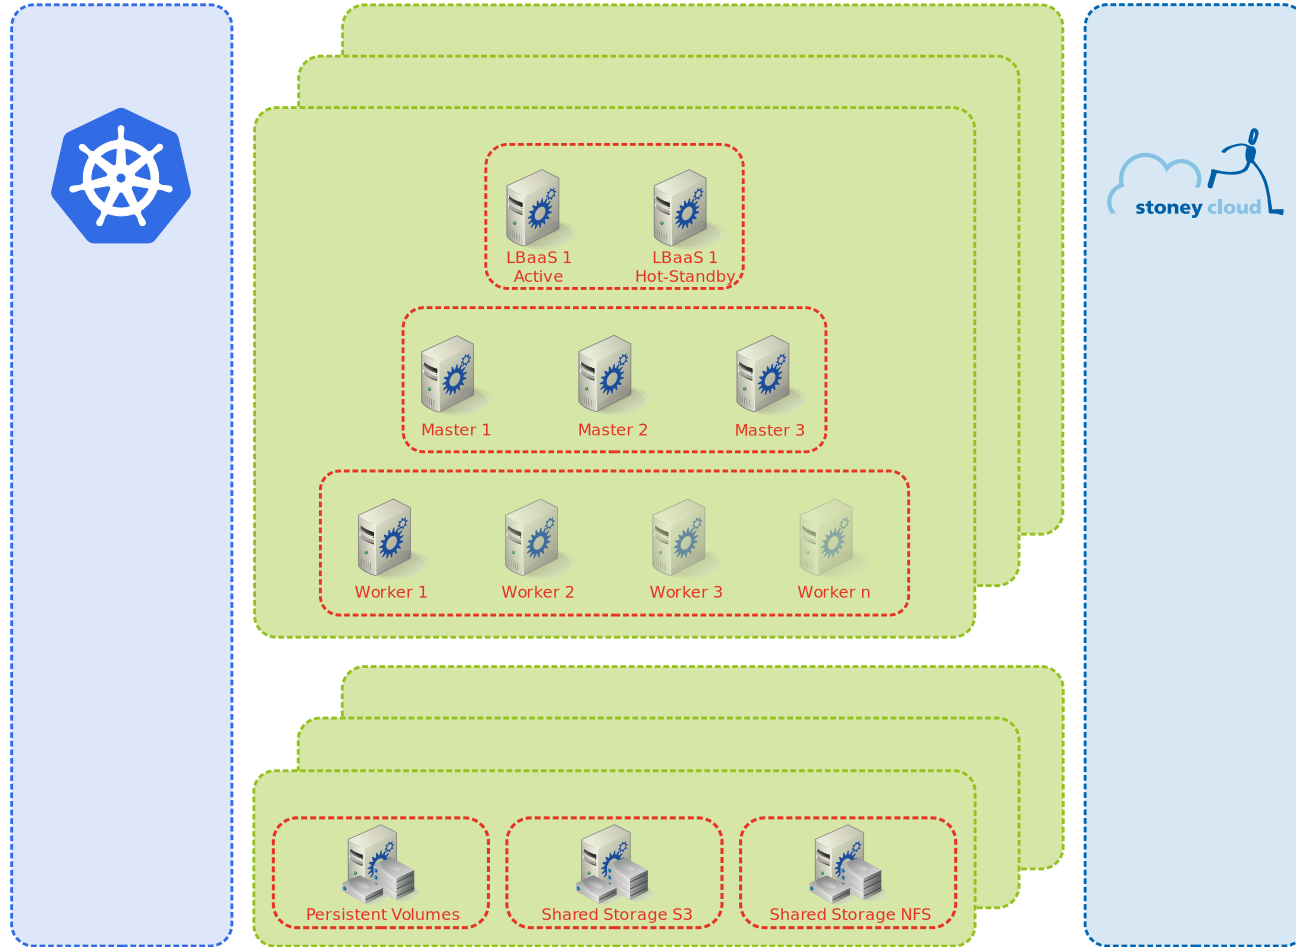 stoney cloud
LBaaS 1
Active
LBaaS 1
Hot-Standby
Master 1
Master 2
Master 3
Worker 1
Worker 2
Worker 3
Worker n
Persistent Volumes
Shared Storage S3
Shared Storage NFS